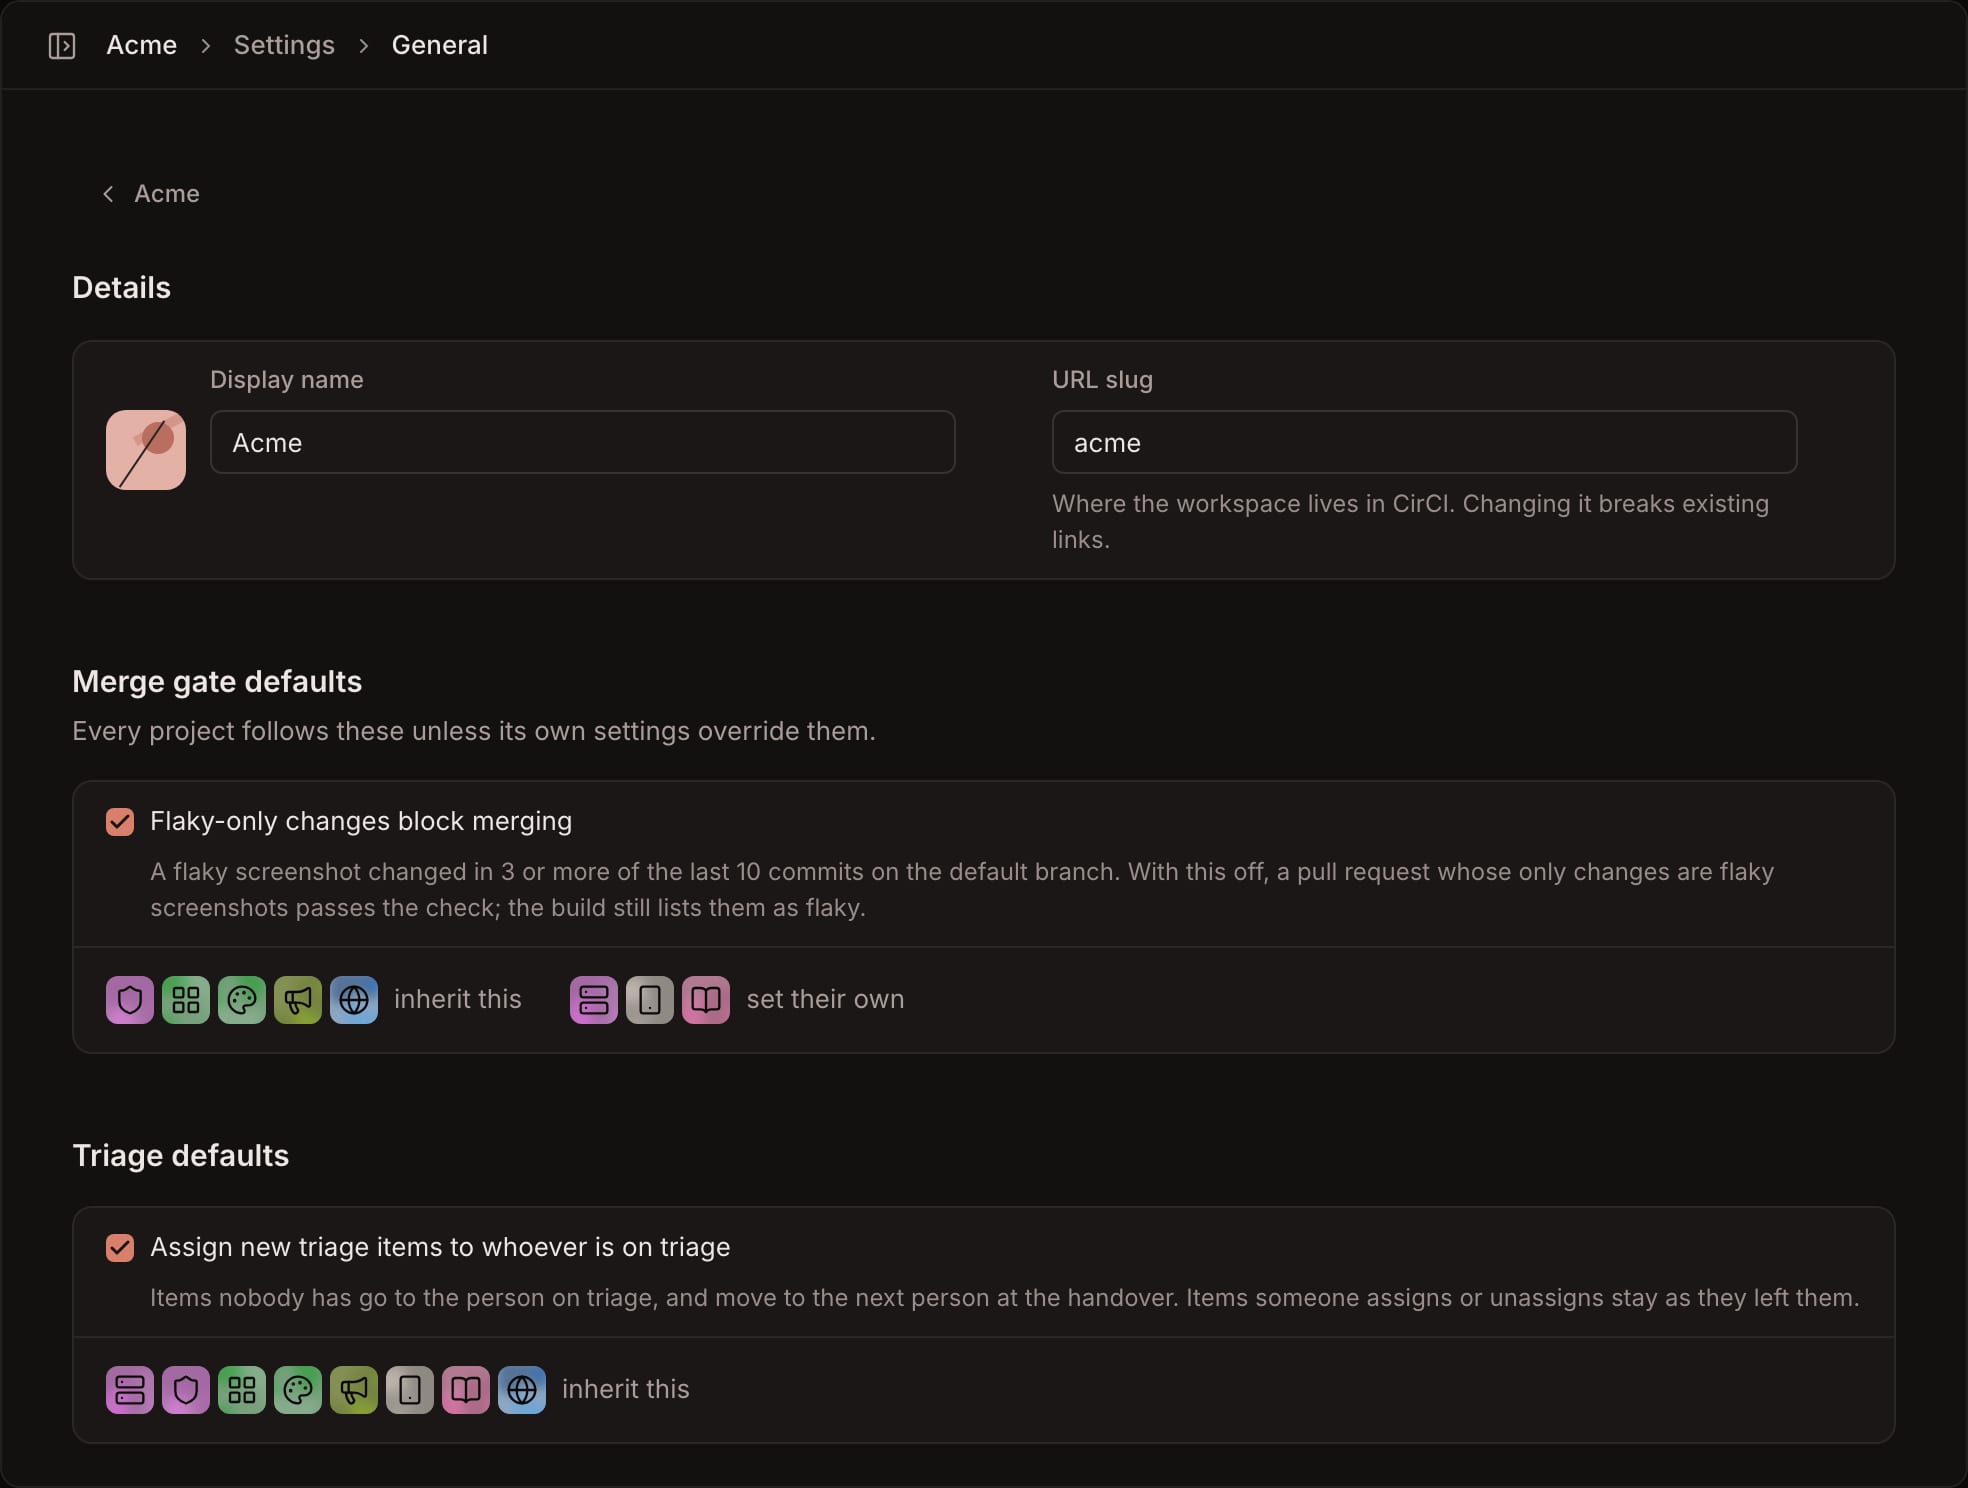 Acme > Settings > General
Acme
Details
Display name
URL slug
Acme
acme
Where the workspace lives in CirCI. Changing it breaks existing
links.
Merge gate defaults
Every project follows these unless its own settings override them.
Flaky-only changes block merging
A flaky screenshot changed in 3 or more of the last 10 commits on the default branch. With this off, a pull request whose only changes are flaky
screenshots passes the check; the build still lists them as flaky.
inherit this
set their own
Triage defaults
Assign new triage items to whoever is on triage
Items nobody has go to the person on triage, and move to the next person at the handover. Items someone assigns or unassigns stay as they left them.
inherit this